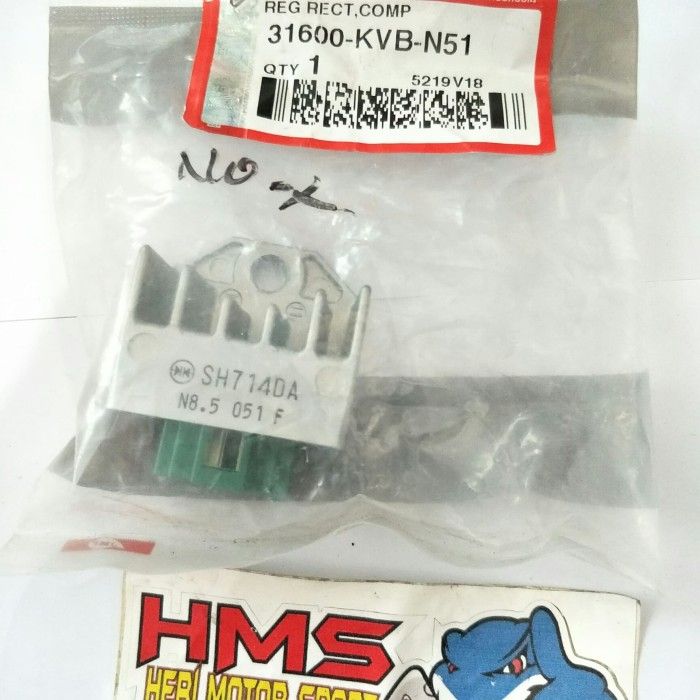 REG RECT,COMP
31600-KVB-N51
QTY 1
5219V18
NO
SH714DA
N8.5 051 F
HMS
HERI MOTOR SPORT